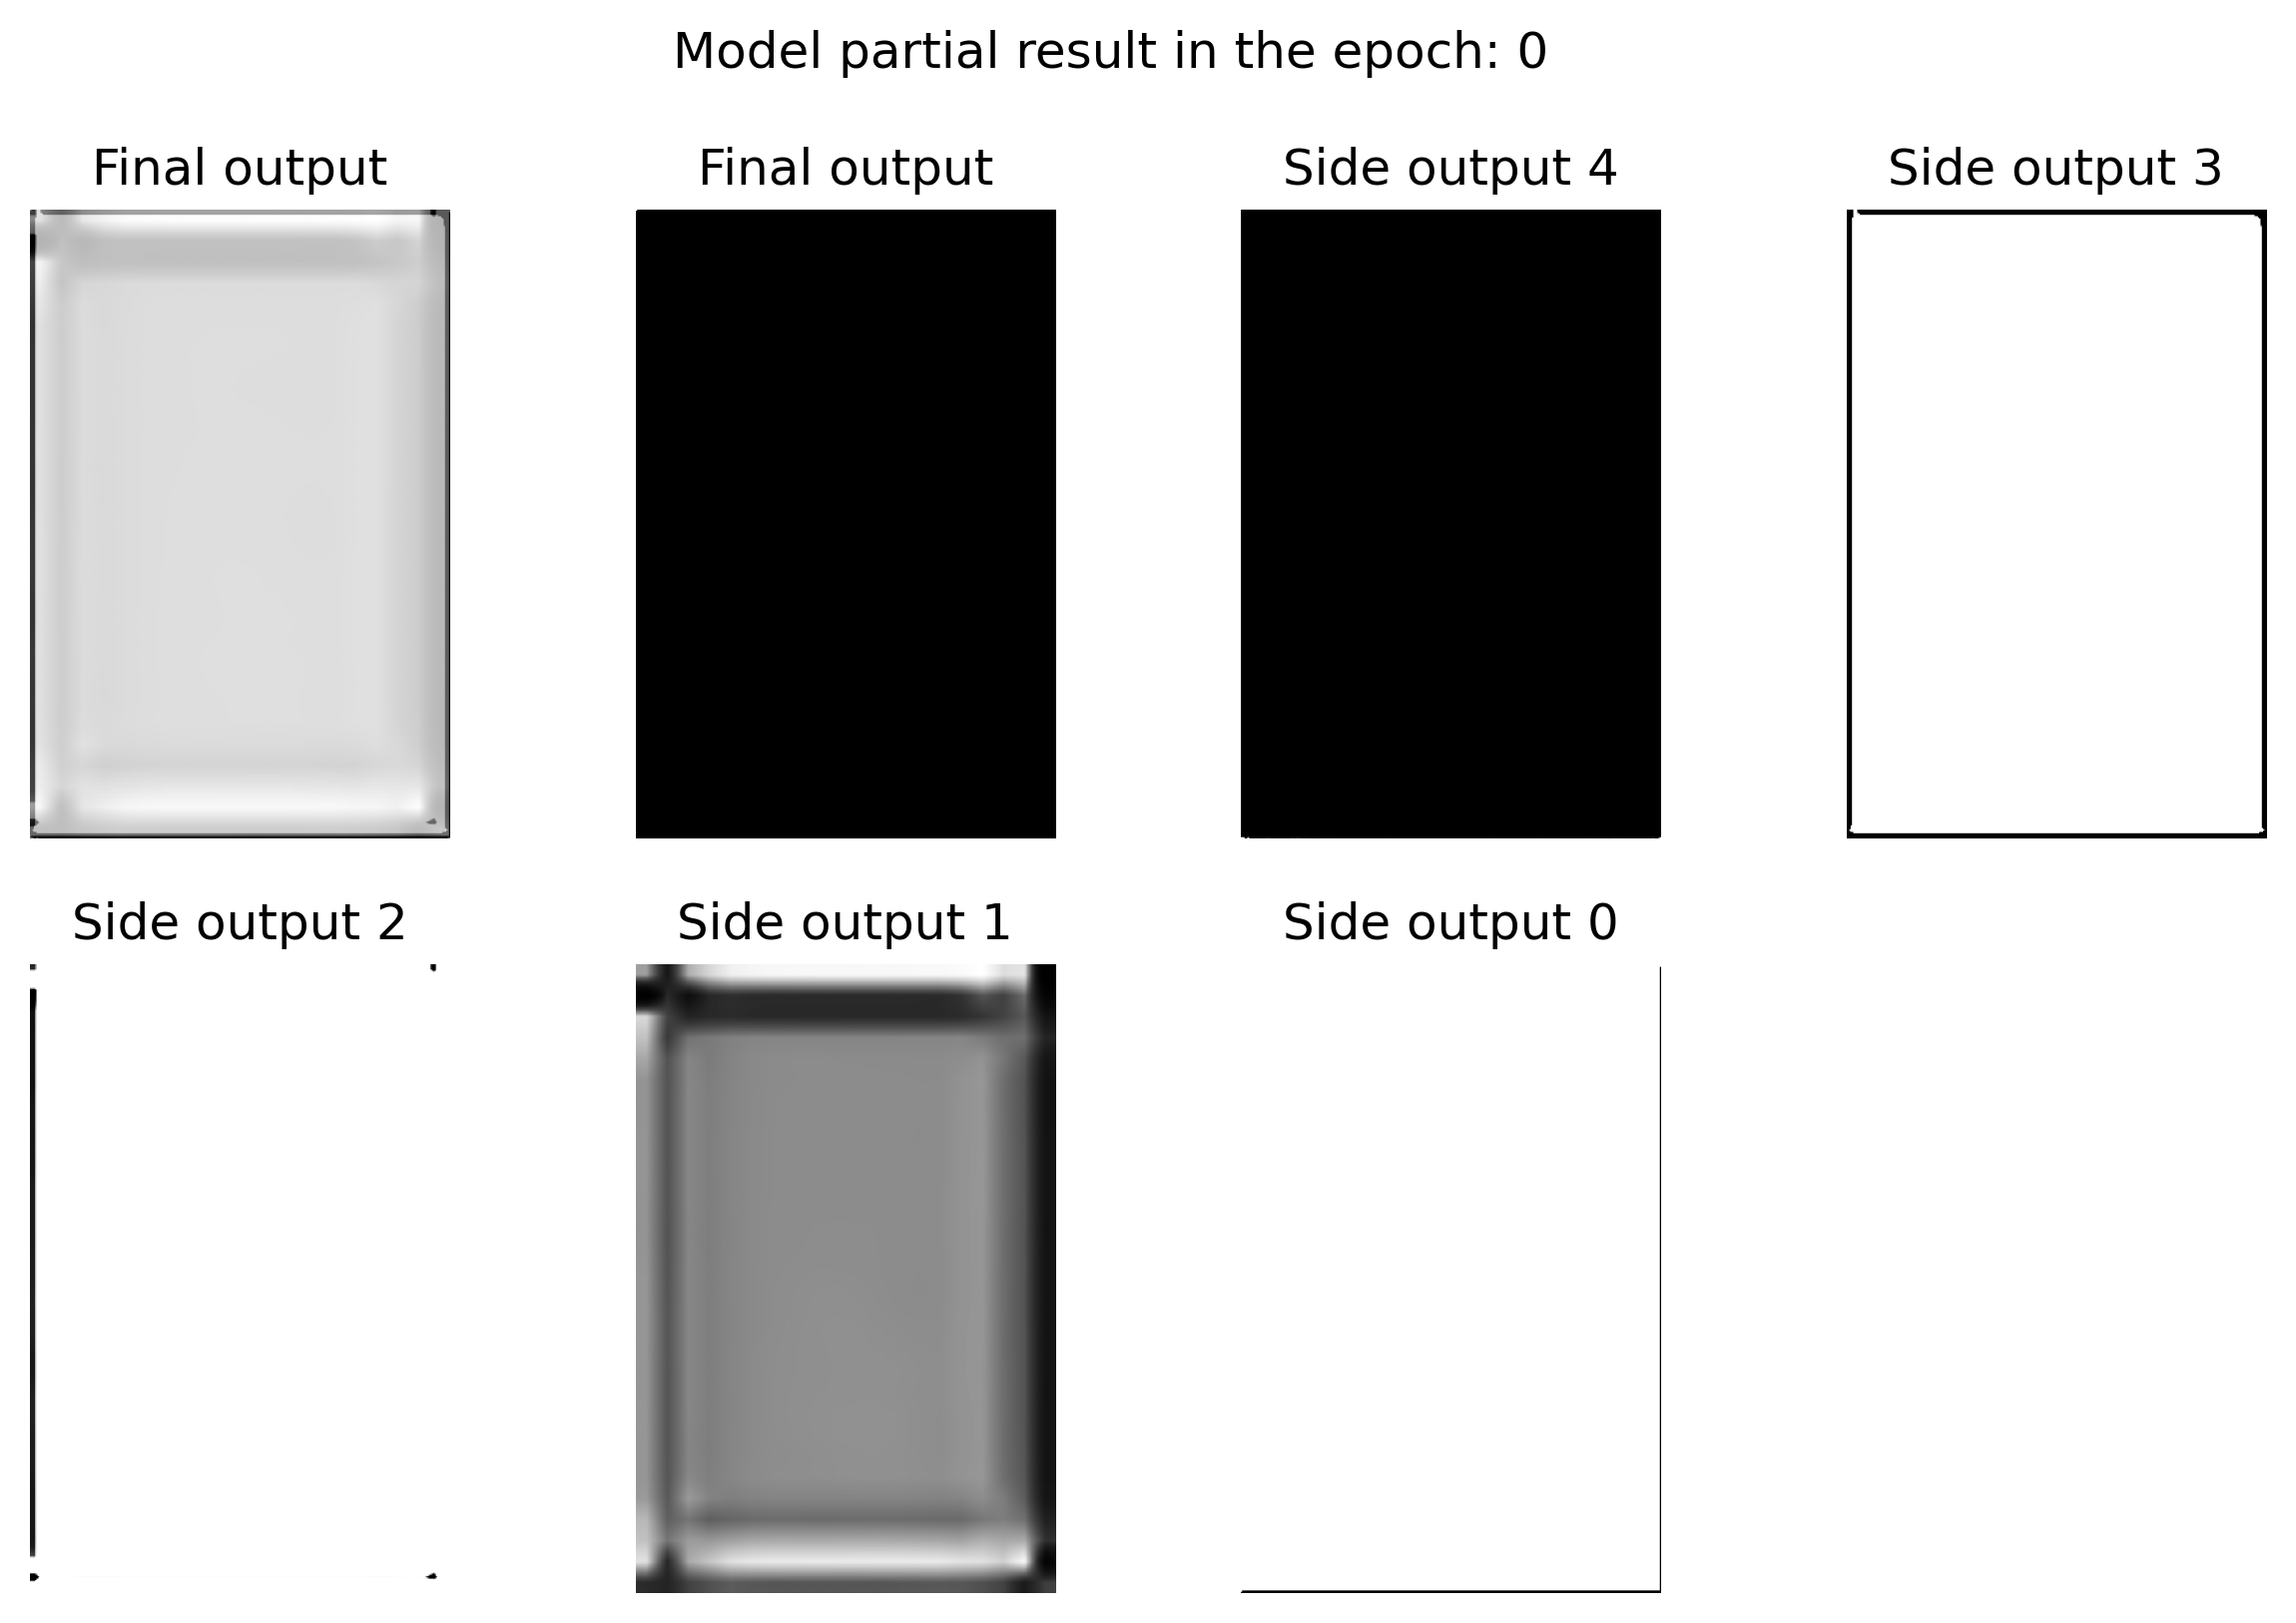 Model partial result in the epoch: 0
Final output
Final output
Side output 4
Side output 3
Side output 2
Side output 1
Side output 0